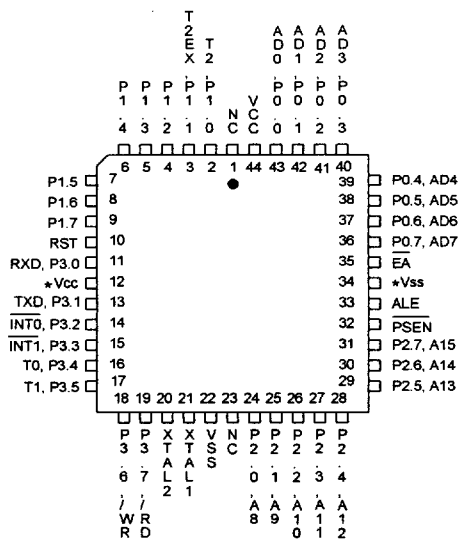 T2EX, P1.1
T2, P1.0
AD0, P0.0
AD1, P0.1
AD2, P0.2
AD3, P0.3
P1.4
P1.3
P1.2
NC
VCC
6 5 4 3 2 1 44 43 42 41 40
P1.5 7
P1.6 8
P1.7 9
RST 10
RXD, P3.0 11
*Vcc 12
TXD, P3.1 13
INT0, P3.2 14
INT1, P3.3 15
T0, P3.4 16
T1, P3.5 17
39 P0.4, AD4
38 P0.5, AD5
37 P0.6, AD6
36 P0.7, AD7
35 EA
34 *Vss
33 ALE
32 PSEN
31 P2.7, A15
30 P2.6, A14
29 P2.5, A13
18 19 20 21 22 23 24 25 26 27 28
P3.6,/WR
P3.7,/RD
XTAL2
XTAL1
VSS
NC
P2.0,A8
P2.1,A9
P2.2,A10
P2.3,A11
P2.4,A12